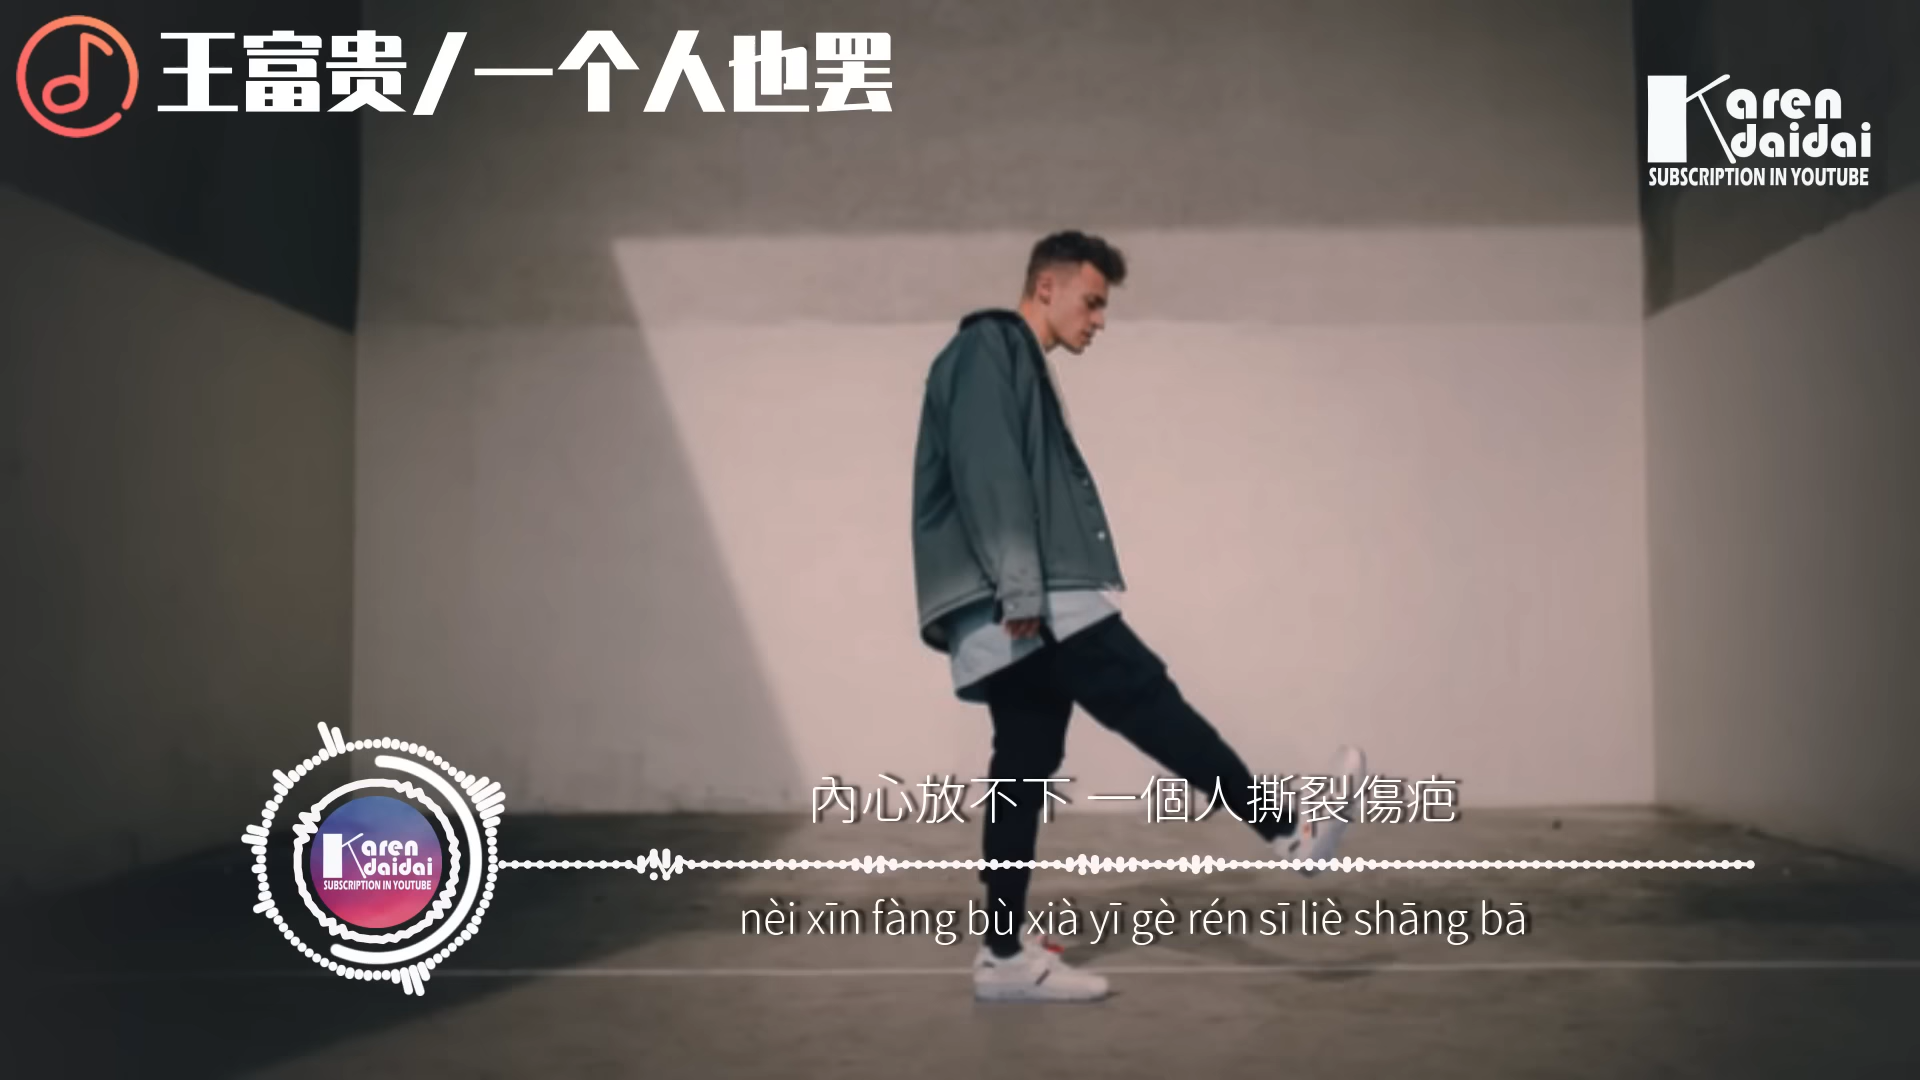 王富贵/一个人也罢
Karen
daidai
SUBSCRIPTION IN YOUTUBE
內心放不下 一個人撕裂傷疤
Karen
daidai
SUBSCRIPTION IN YOUTUBE
nèi xīn fàng bù xià yī gè rén sī liè shāng bā